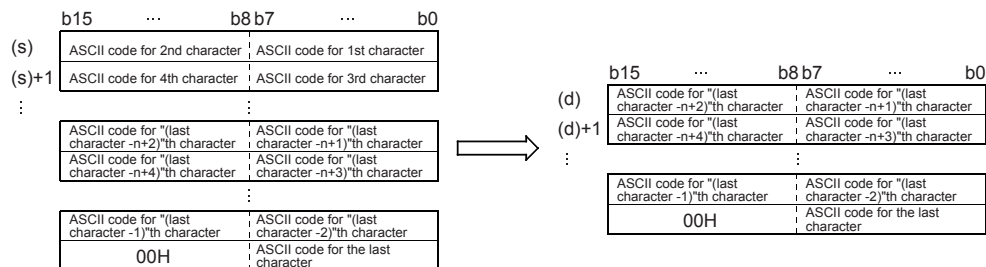 b15 ... b8 b7 b0
(s) ASCII code for 2nd character ASCII code for 1st character
(s)+1 ASCII code for 4th character ASCII code for 3rd character
⋮ ⋮
ASCII code for "(last ASCII code for "(last
character -n+2)"th character character -n+1)"th character
ASCII code for "(last ASCII code for "(last
character -n+4)"th character character -n+3)"th character
⋮
ASCII code for "(last ASCII code for "(last
character -1)"th character character -2)"th character
00H ASCII code for the last
character
b15 ... b8 b7 b0
(d) ASCII code for "(last ASCII code for "(last
character -n+2)"th character character -n+1)"th character
(d)+1 ASCII code for "(last ASCII code for "(last
character -n+4)"th character character -n+3)"th character
⋮ ⋮
ASCII code for "(last ASCII code for "(last
character -1)"th character character -2)"th character
00H ASCII code for the last
character